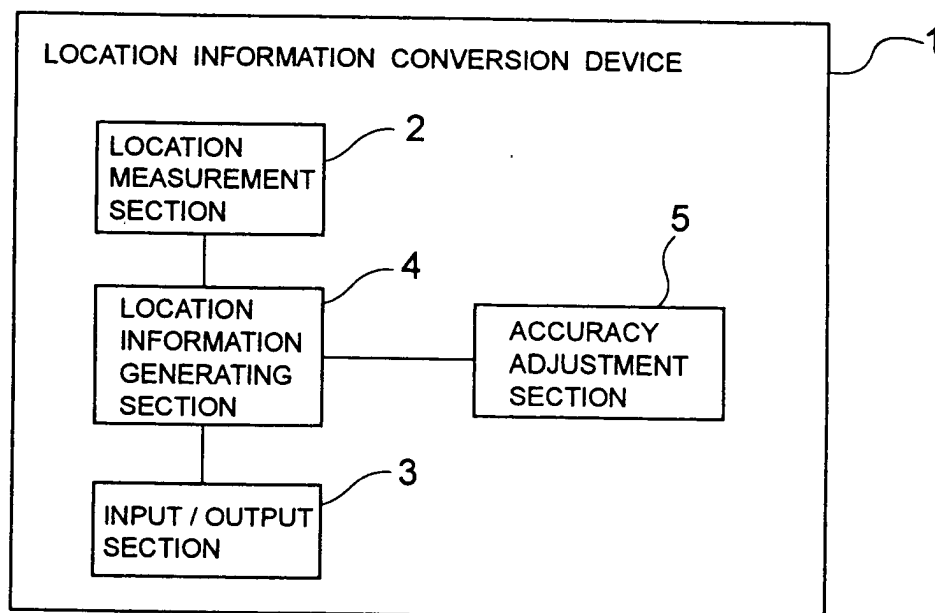 LOCATION INFORMATION CONVERSION DEVICE
1
LOCATION
MEASUREMENT
SECTION
2
LOCATION
INFORMATION
GENERATING
SECTION
4
ACCURACY
ADJUSTMENT
SECTION
5
INPUT / OUTPUT
SECTION
3